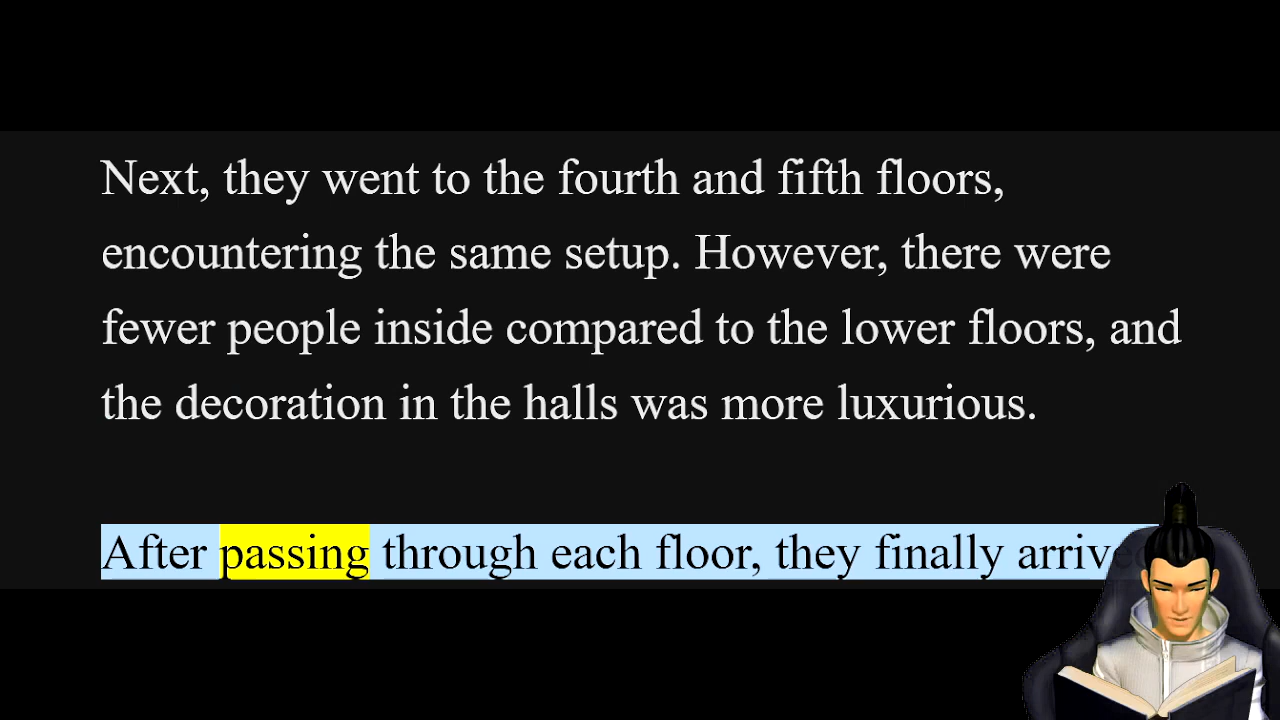 Next, they went to the fourth and fifth floors,
encountering the same setup. However, there were
fewer people inside compared to the lower floors, and
the decoration in the halls was more luxurious.
After passing through each floor, they finally arrived